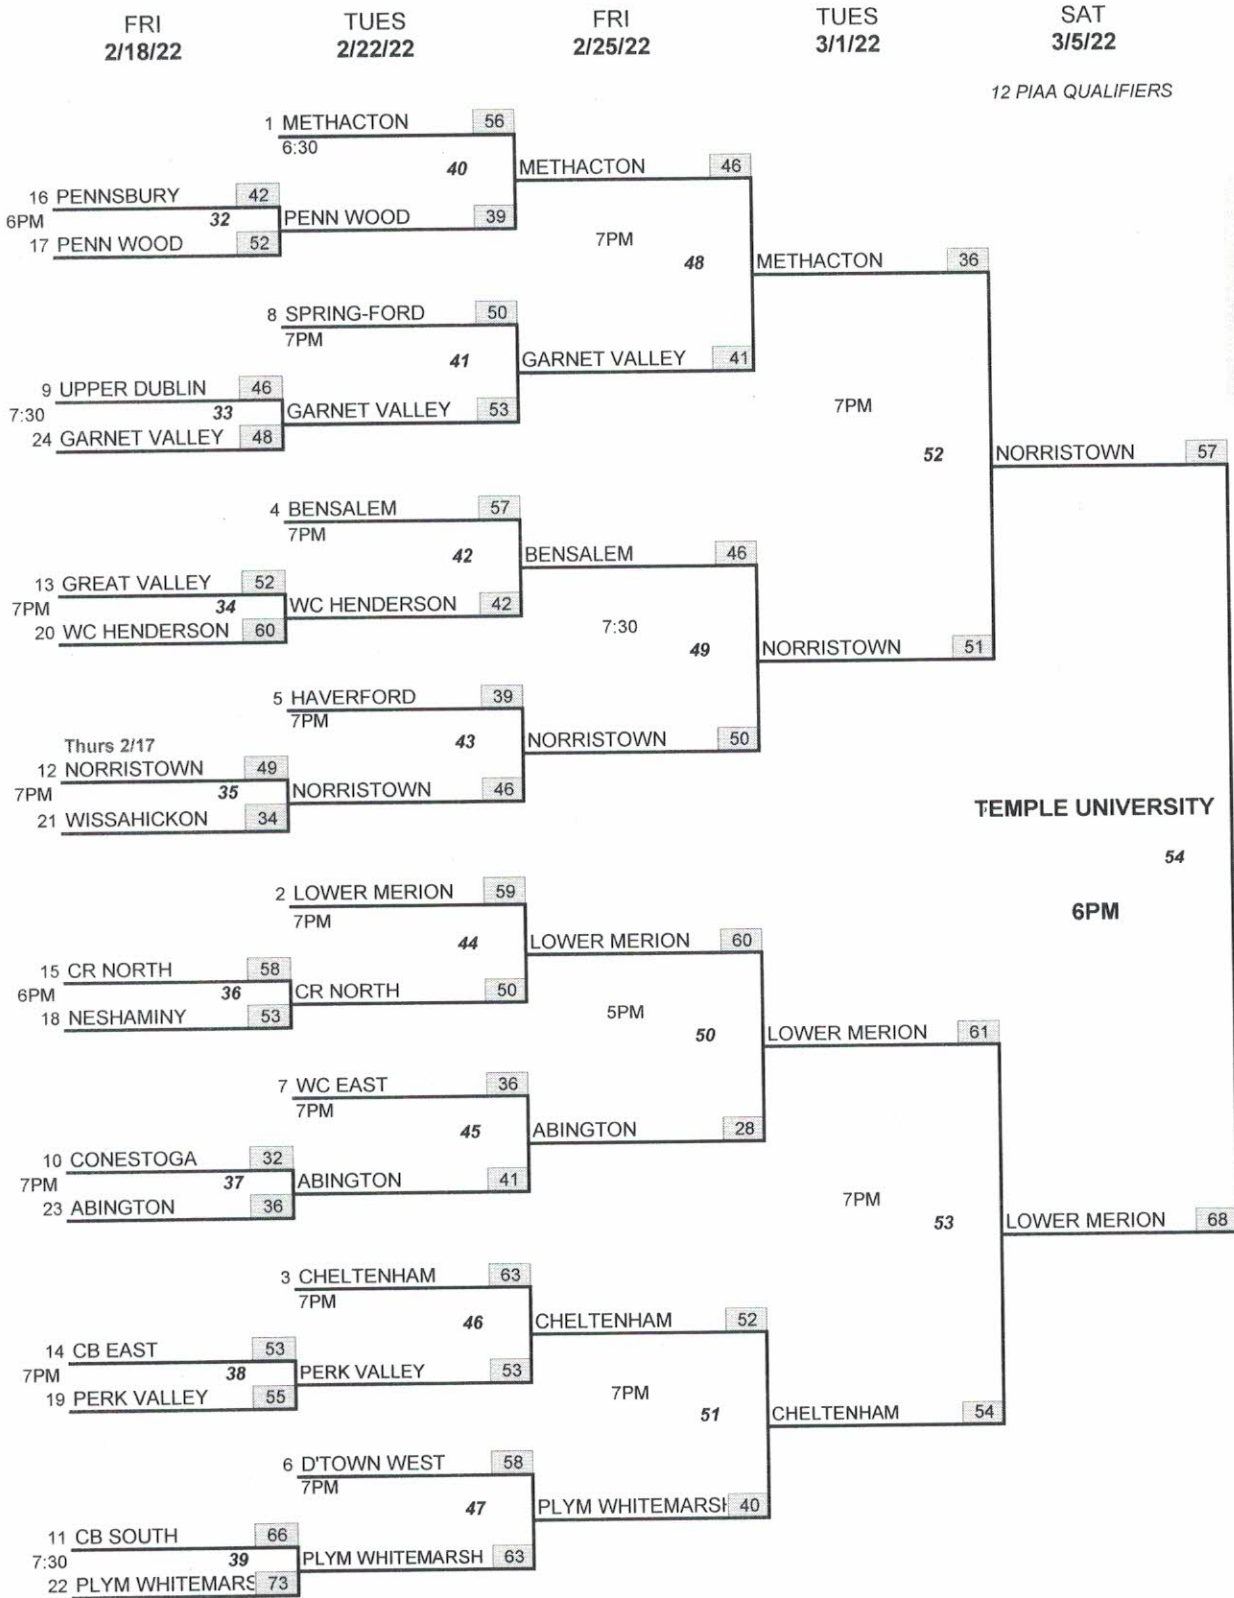 FRI TUES FRI TUES SAT
2/18/22 2/22/22 2/25/22 3/1/22 3/5/22
12 PIAA QUALIFIERS
1 METHACTON 56
6:30
40
METHACTON 46
16 PENNSBURY 42
6PM 32
PENN WOOD 39
17 PENN WOOD 52
7PM
48
METHACTON 36
8 SPRING-FORD 50
7PM
41
GARNET VALLEY 41
9 UPPER DUBLIN 46
7:30 33
GARNET VALLEY 53
24 GARNET VALLEY 48
7PM
52
NORRISTOWN 57
4 BENSALEM 57
7PM
42
BENSALEM 46
13 GREAT VALLEY 52
7PM 34
WC HENDERSON 42
20 WC HENDERSON 60
7:30
49
NORRISTOWN 51
5 HAVERFORD 39
7PM
43
NORRISTOWN 50
Thurs 2/17
12 NORRISTOWN 49
7PM 35
NORRISTOWN 46
21 WISSAHICKON 34
TEMPLE UNIVERSITY
54
6PM
2 LOWER MERION 59
7PM
44
LOWER MERION 60
15 CR NORTH 58
6PM 36
CR NORTH 50
18 NESHAMINY 53
5PM
50
LOWER MERION 61
7 WC EAST 36
7PM
45
ABINGTON 28
10 CONESTOGA 32
7PM 37
ABINGTON 41
23 ABINGTON 36
7PM
53
LOWER MERION 68
3 CHELTENHAM 63
7PM
46
CHELTENHAM 52
14 CB EAST 53
7PM 38
PERK VALLEY 53
19 PERK VALLEY 55
7PM
51
CHELTENHAM 54
6 D'TOWN WEST 58
7PM
47
PLYM WHITEMARSH 40
11 CB SOUTH 66
7:30 39
PLYM WHITEMARSH 63
22 PLYM WHITEMARS 73